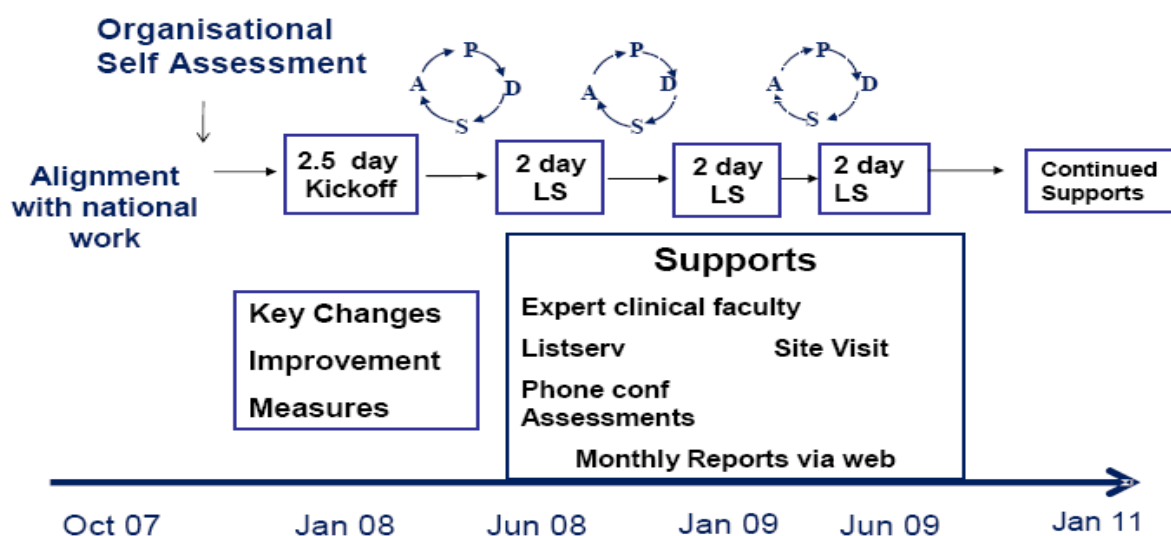 Organisational
Self Assessment
P
A
D
S
P
A
D
S
P
A
D
S
Alignment
with national
work
2.5 day
Kickoff
2 day
LS
2 day
LS
2 day
LS
Continued
Supports
Key Changes
Improvement
Measures
Supports
Expert clinical faculty
Listserv
Site Visit
Phone conf
Assessments
Monthly Reports via web
Oct 07
Jan 08
Jun 08
Jan 09
Jun 09
Jan 11